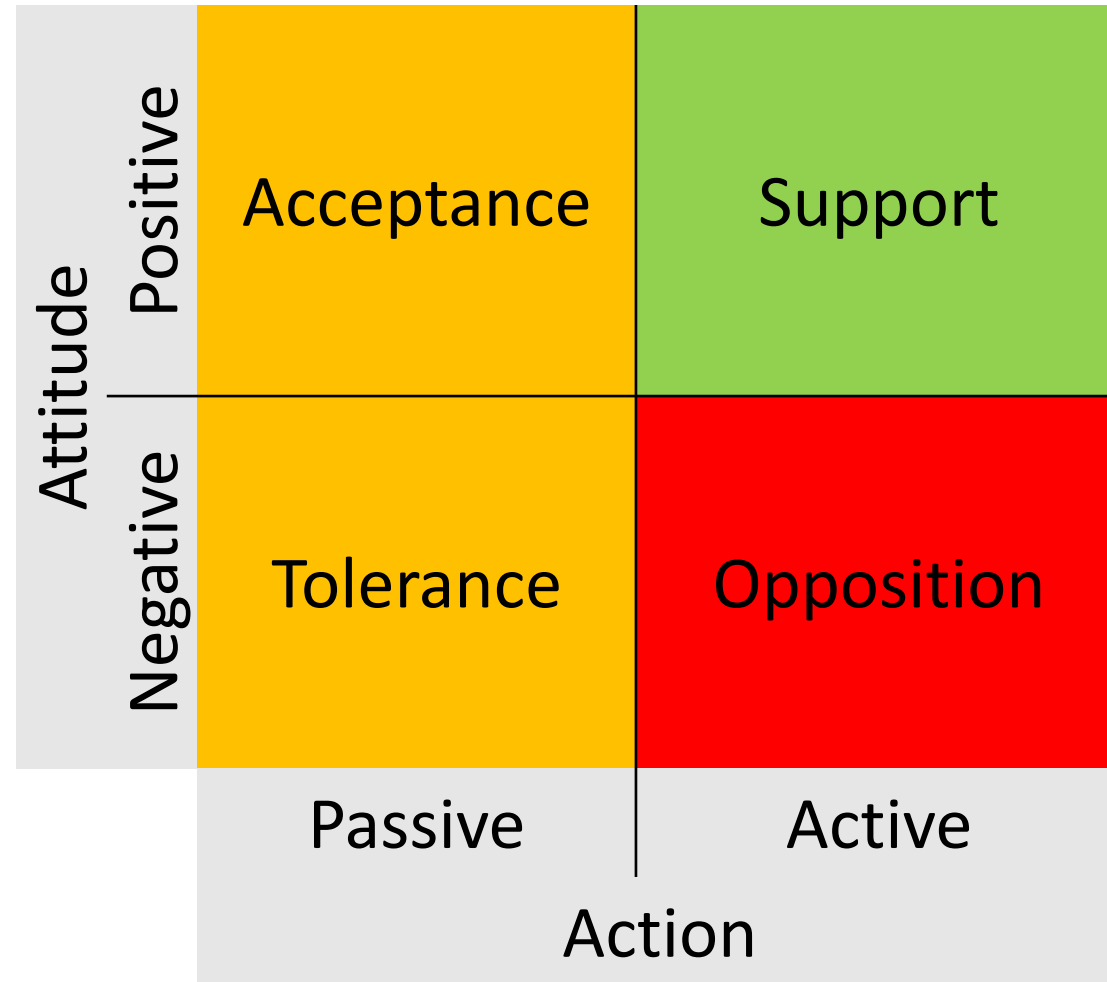 Attitude
Positive
Acceptance
Support
Negative
Tolerance
Opposition
Passive
Active
Action